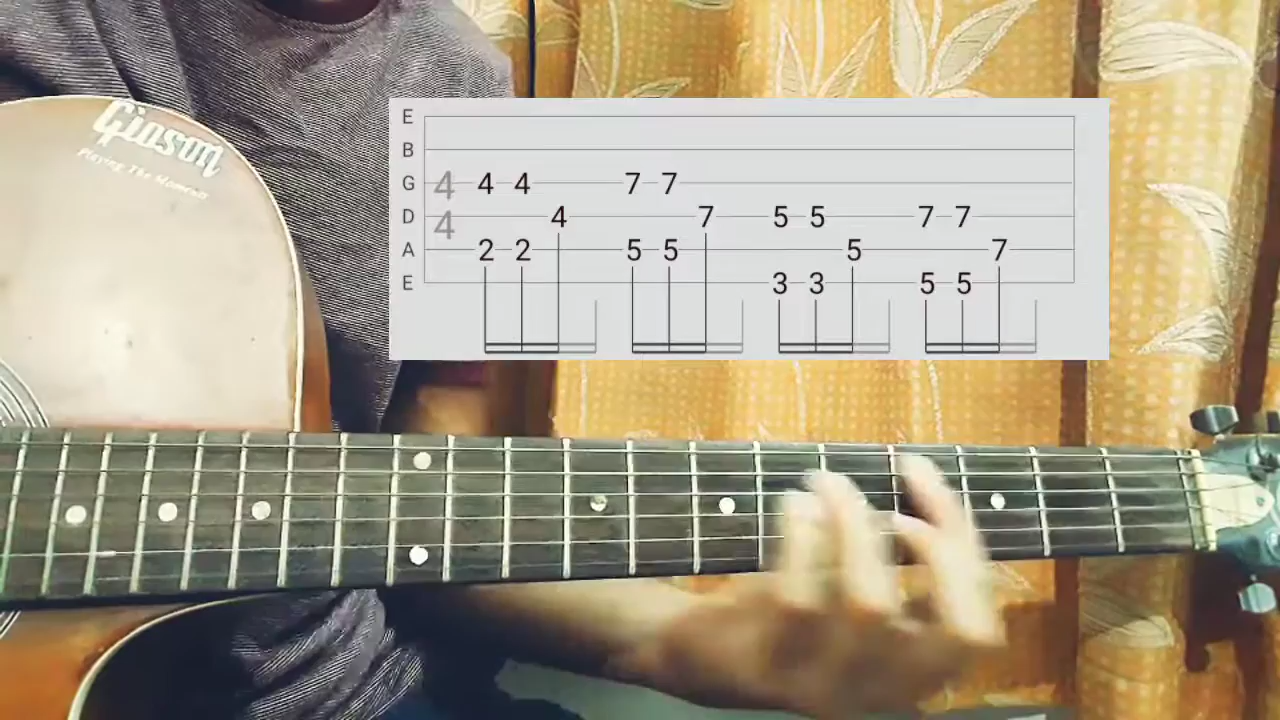 Gibson
Playing The Moment
E
B
G 4 4 4 7 7
D 4 4 7 5 5 7 7
A 2 2 5 5 5 7
E 3 3 5 5